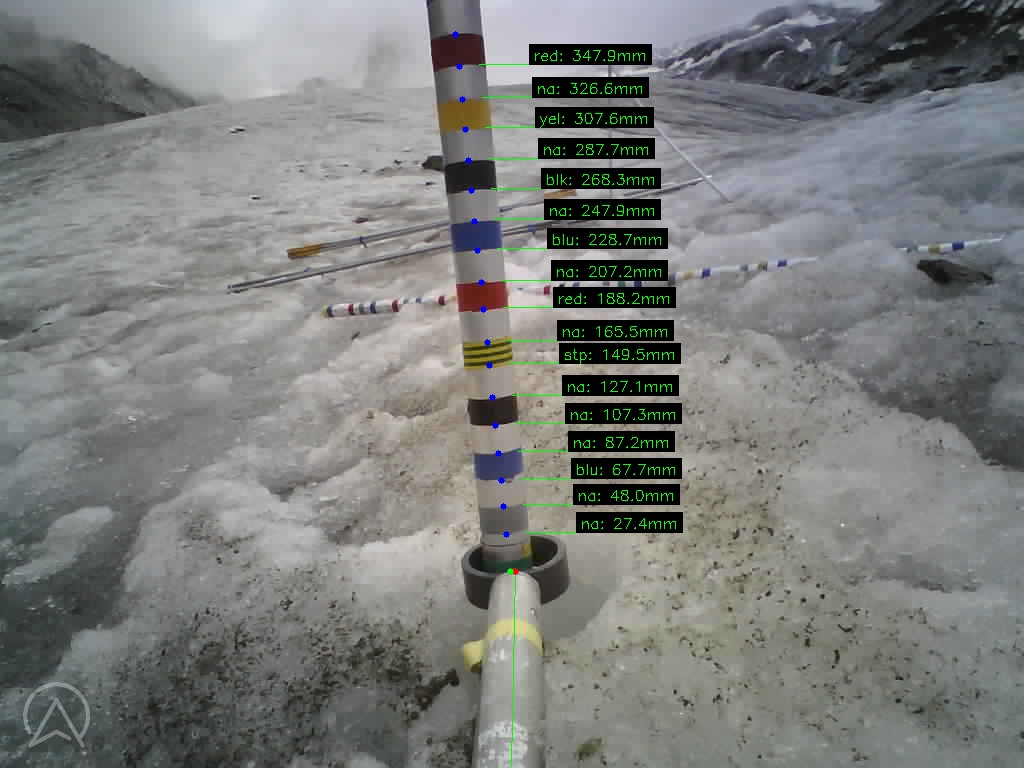 red: 347.9mm
na: 326.6mm
yel: 307.6mm
na: 287.7mm
blk: 268.3mm
na: 247.9mm
blu: 228.7mm
na: 207.2mm
red: 188.2mm
na: 165.5mm
stp: 149.5mm
na: 127.1mm
na: 107.3mm
na: 87.2mm
blu: 67.7mm
na: 48.0mm
na: 27.4mm